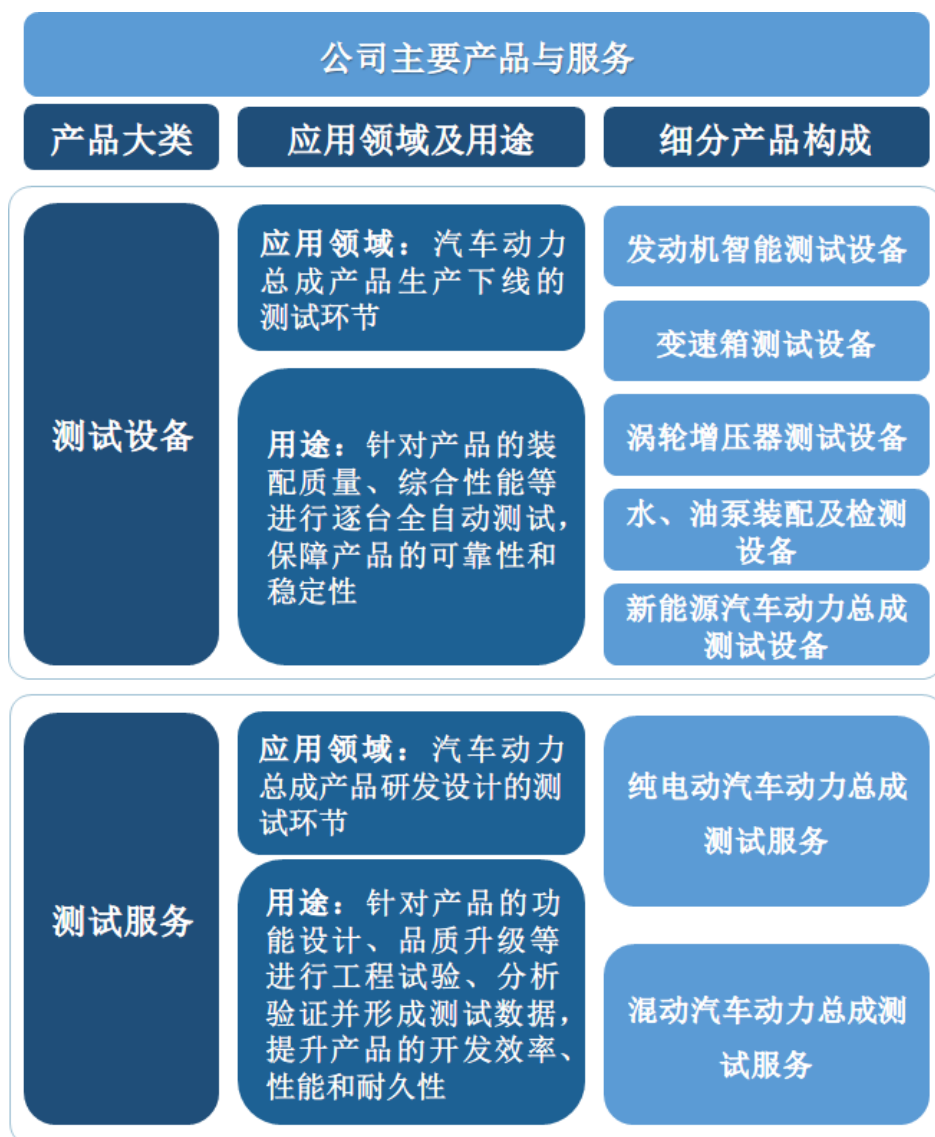 公司主要产品与服务
产品大类
应用领域及用途
细分产品构成
测试设备
应用领域：汽车动力
总成产品生产下线的
测试环节
用途：针对产品的装
配质量、综合性能等
进行逐台全自动测试，
保障产品的可靠性和
稳定性
发动机智能测试设备
变速箱测试设备
涡轮增压器测试设备
水、油泵装配及检测
设备
新能源汽车动力总成
测试设备
测试服务
应用领域：汽车动力
总成产品研发设计的测
试环节
用途：针对产品的功
能设计、品质升级等
进行工程试验、分析
验证并形成测试数据，
提升产品的开发效率、
性能和耐久性
纯电动汽车动力总成
测试服务
混动汽车动力总成测
试服务